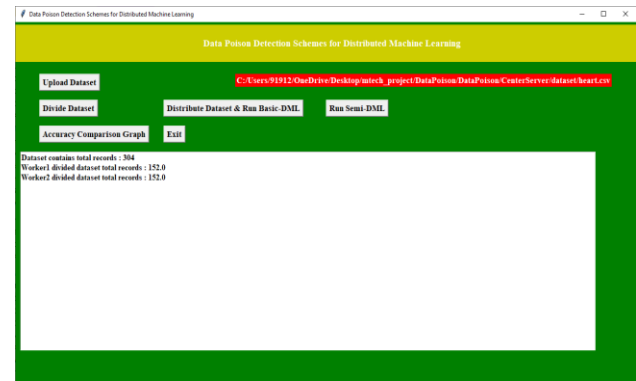 Data Poison Detection Schemes for Distributed Machine Learning
Data Poison Detection Schemes for Distributed Machine Learning
Upload Dataset C:/Users/91912/OneDrive/Desktop/mtech_project/DataPoison/DataPoison/CenterServer/dataset/heart.csv
Divide Dataset Distribute Dataset & Run Basic-DML Run Semi-DML
Accuracy Comparison Graph Exit
Dataset contains total records : 304
Worker1 divided dataset total records : 152.0
Worker2 divided dataset total records : 152.0